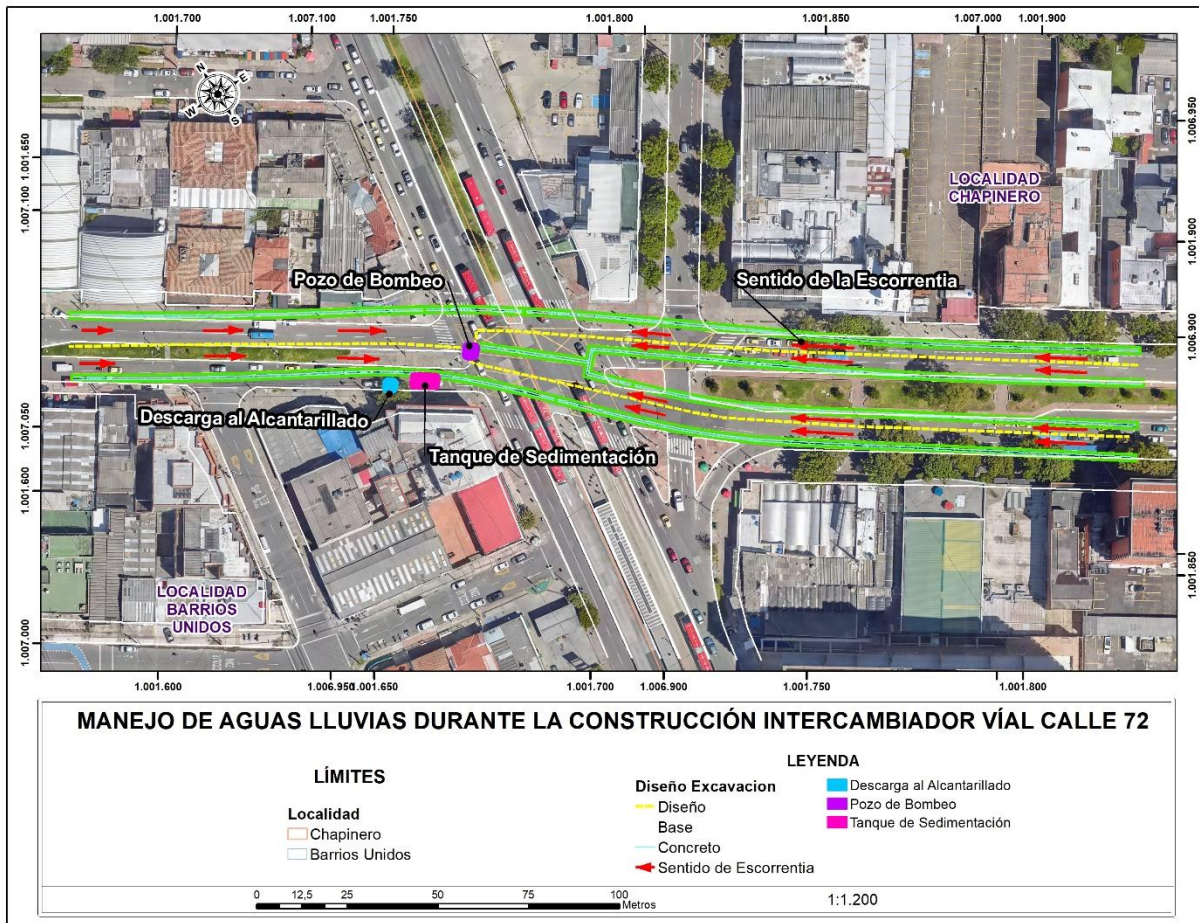 1.001.700
1.007.100
1.001.750
1.001.800
1.001.850
1.007.000
1.001.900
N
E
W
S
1.001.650
1.007.100
1.006.950
1.001.900
1.006.900
1.007.050
1.001.600
1.001.850
1.007.000
LOCALIDAD
CHAPINERO
Pozo de Bombeo
Sentido de la Escorrentia
Descarga al Alcantarillado
Tanque de Sedimentación
LOCALIDAD
BARRIOS
UNIDOS
1.001.600
1.006.950
1.001.650
1.001.700
1.006.900
1.001.750
1.001.800
MANEJO DE AGUAS LLUVIAS DURANTE LA CONSTRUCCIÓN INTERCAMBIADOR VÍAL CALLE 72
LÍMITES
Localidad
Chapinero
Barrios Unidos
LEYENDA
Diseño Excavacion
Diseño
Base
Concreto
Sentido de Escorrentia
Descarga al Alcantarillado
Pozo de Bombeo
Tanque de Sedimentación
0 12,5 25 50 75 100
Metros
1:1.200